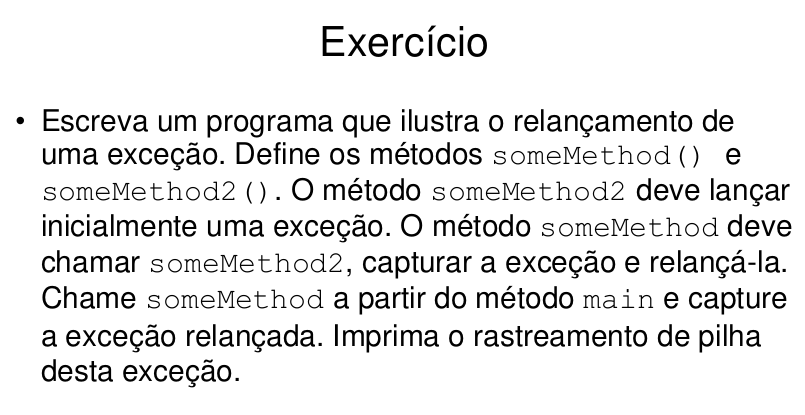 Exercício
• Escreva um programa que ilustra o relançamento de
uma exceção. Define os métodos someMethod() e
someMethod2(). O método someMethod2 deve lançar
inicialmente uma exceção. O método someMethod deve
chamar someMethod2, capturar a exceção e relançá-la.
Chame someMethod a partir do método main e capture
a exceção relançada. Imprima o rastreamento de pilha
desta exceção.